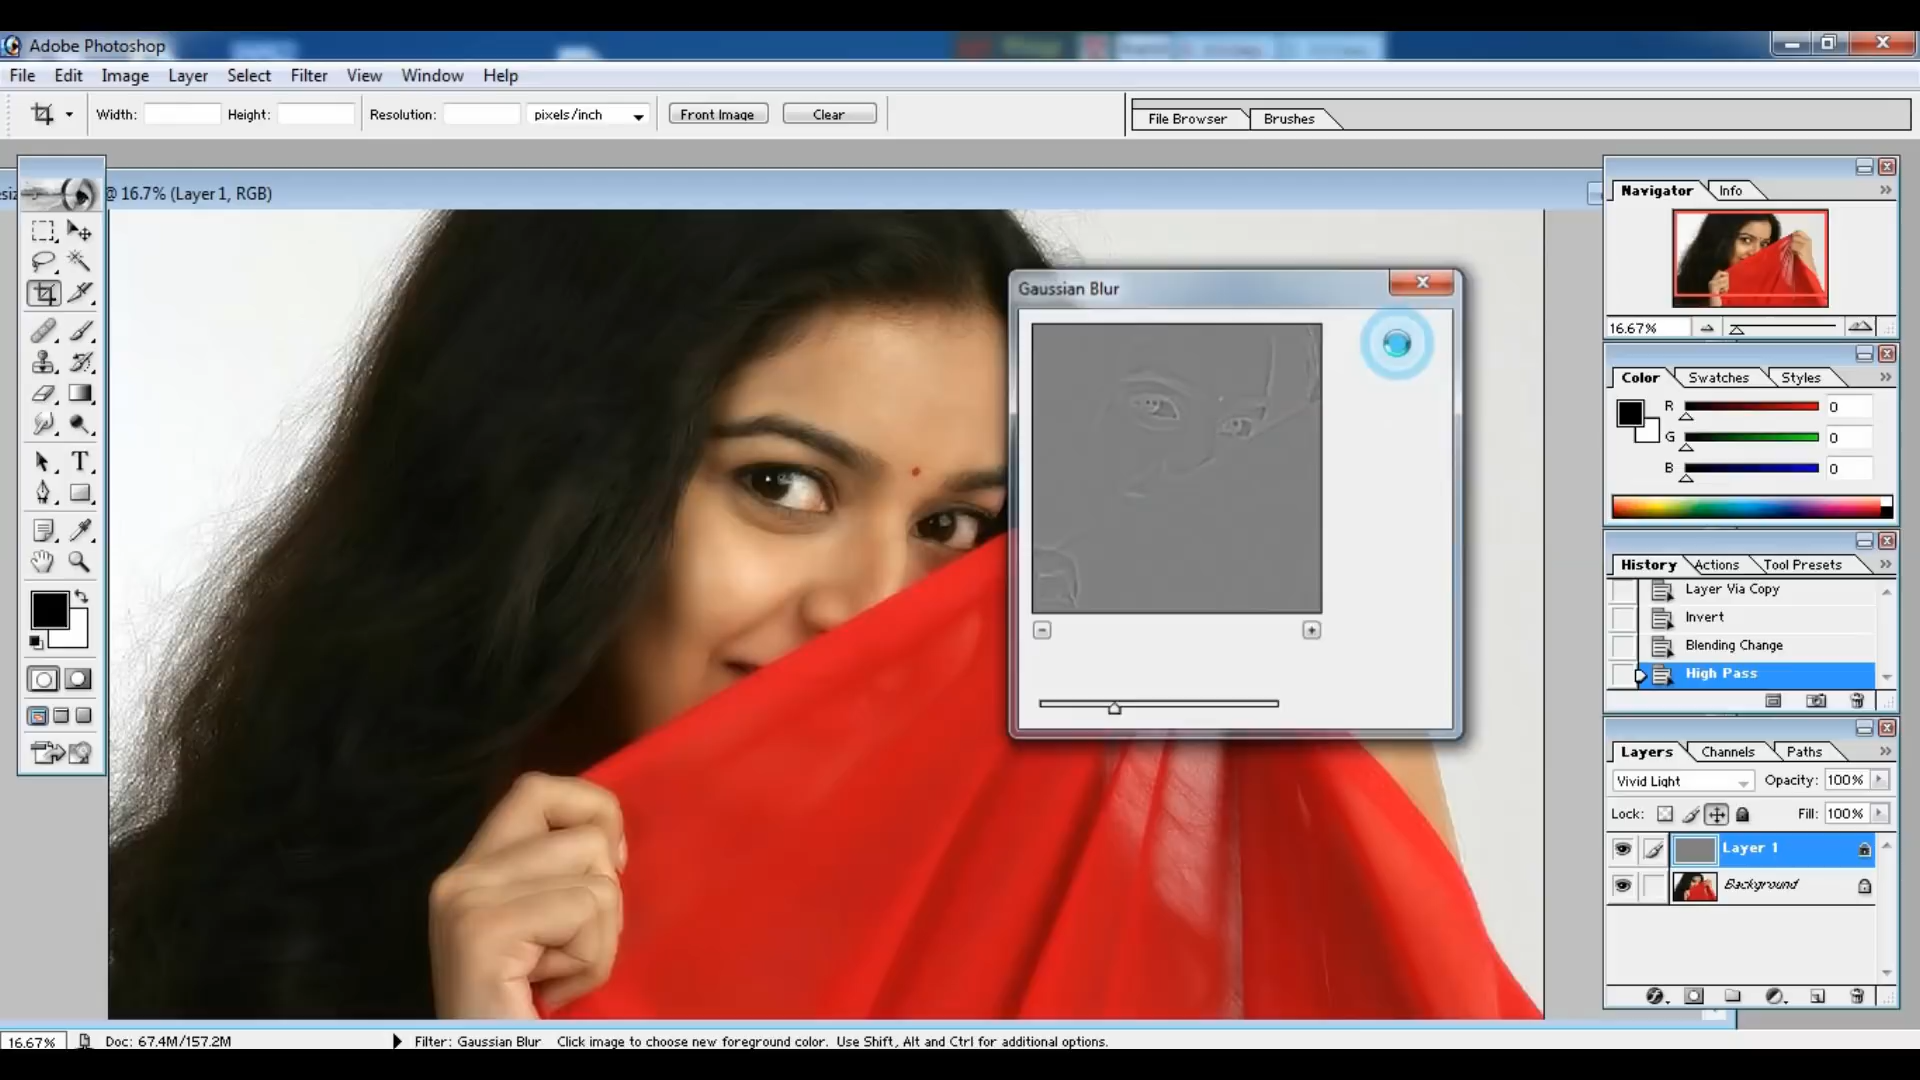 Adobe Photoshop
File Edit Image Layer Select Filter View Window Help
Width: Height: Resolution: pixels/inch Front Image Clear
File Browser Brushes
@ 16.7% (Layer 1, RGB)
Navigator Info
16.67%
Gaussian Blur
Color Swatches Styles
R 0
G 0
B 0
T
History Actions Tool Presets
Layer Via Copy
Invert
Blending Change
High Pass
Layers Channels Paths
Vivid Light Opacity: 100%
Lock: Fill: 100%
Layer 1
Background
16.67% Doc: 67.4M/157.2M Filter: Gaussian Blur Click image to choose new foreground color. Use Shift, Alt and Ctrl for additional options.